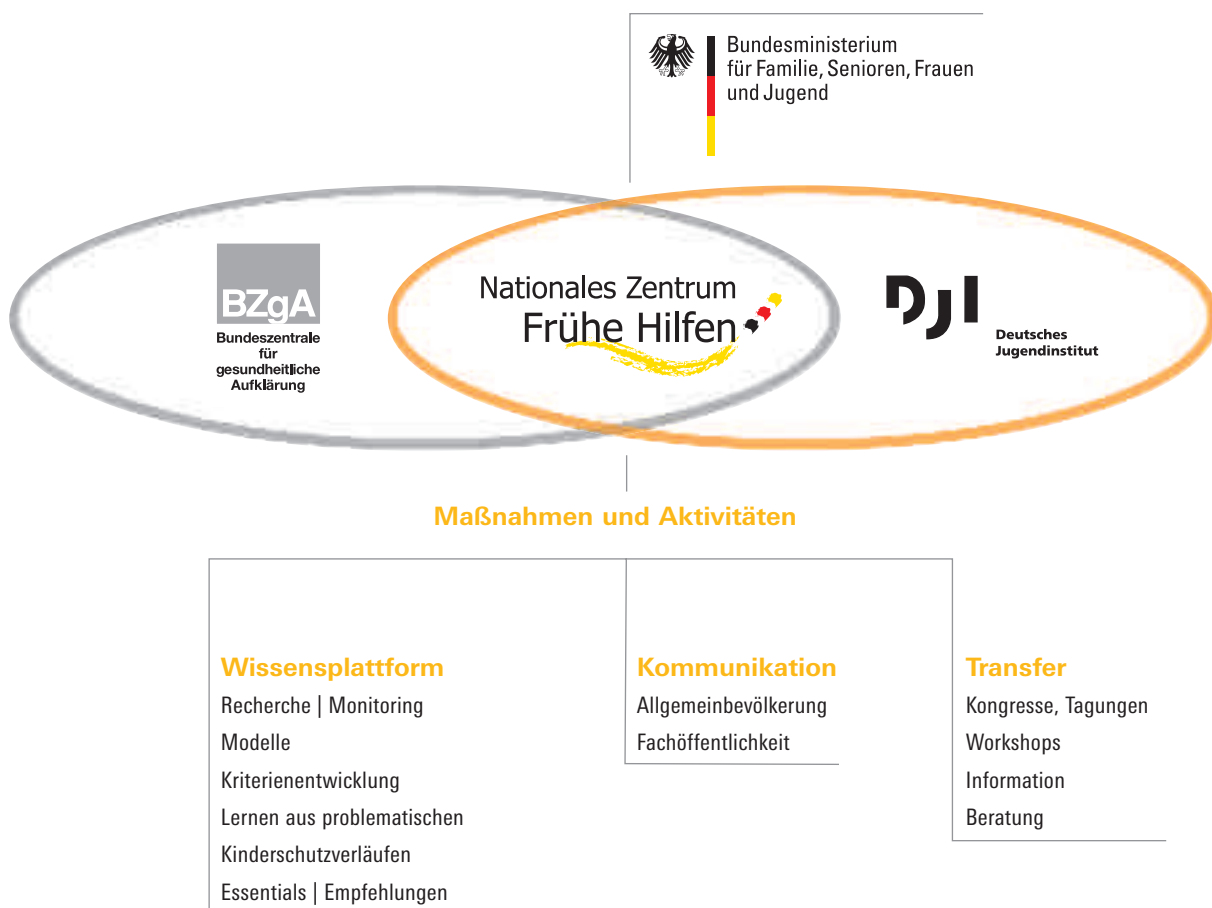 Bundesministerium
für Familie, Senioren, Frauen
und Jugend
BZgA
Bundeszentrale
für
gesundheitliche
Aufklärung
Nationales Zentrum
Frühe Hilfen
DJI
Deutsches
Jugendinstitut
Maßnahmen und Aktivitäten
Wissensplattform
Recherche | Monitoring
Modelle
Kriterienentwicklung
Lernen aus problematischen
Kinderschutzverläufen
Essentials | Empfehlungen
Kommunikation
Allgemeinbevölkerung
Fachöffentlichkeit
Transfer
Kongresse, Tagungen
Workshops
Information
Beratung